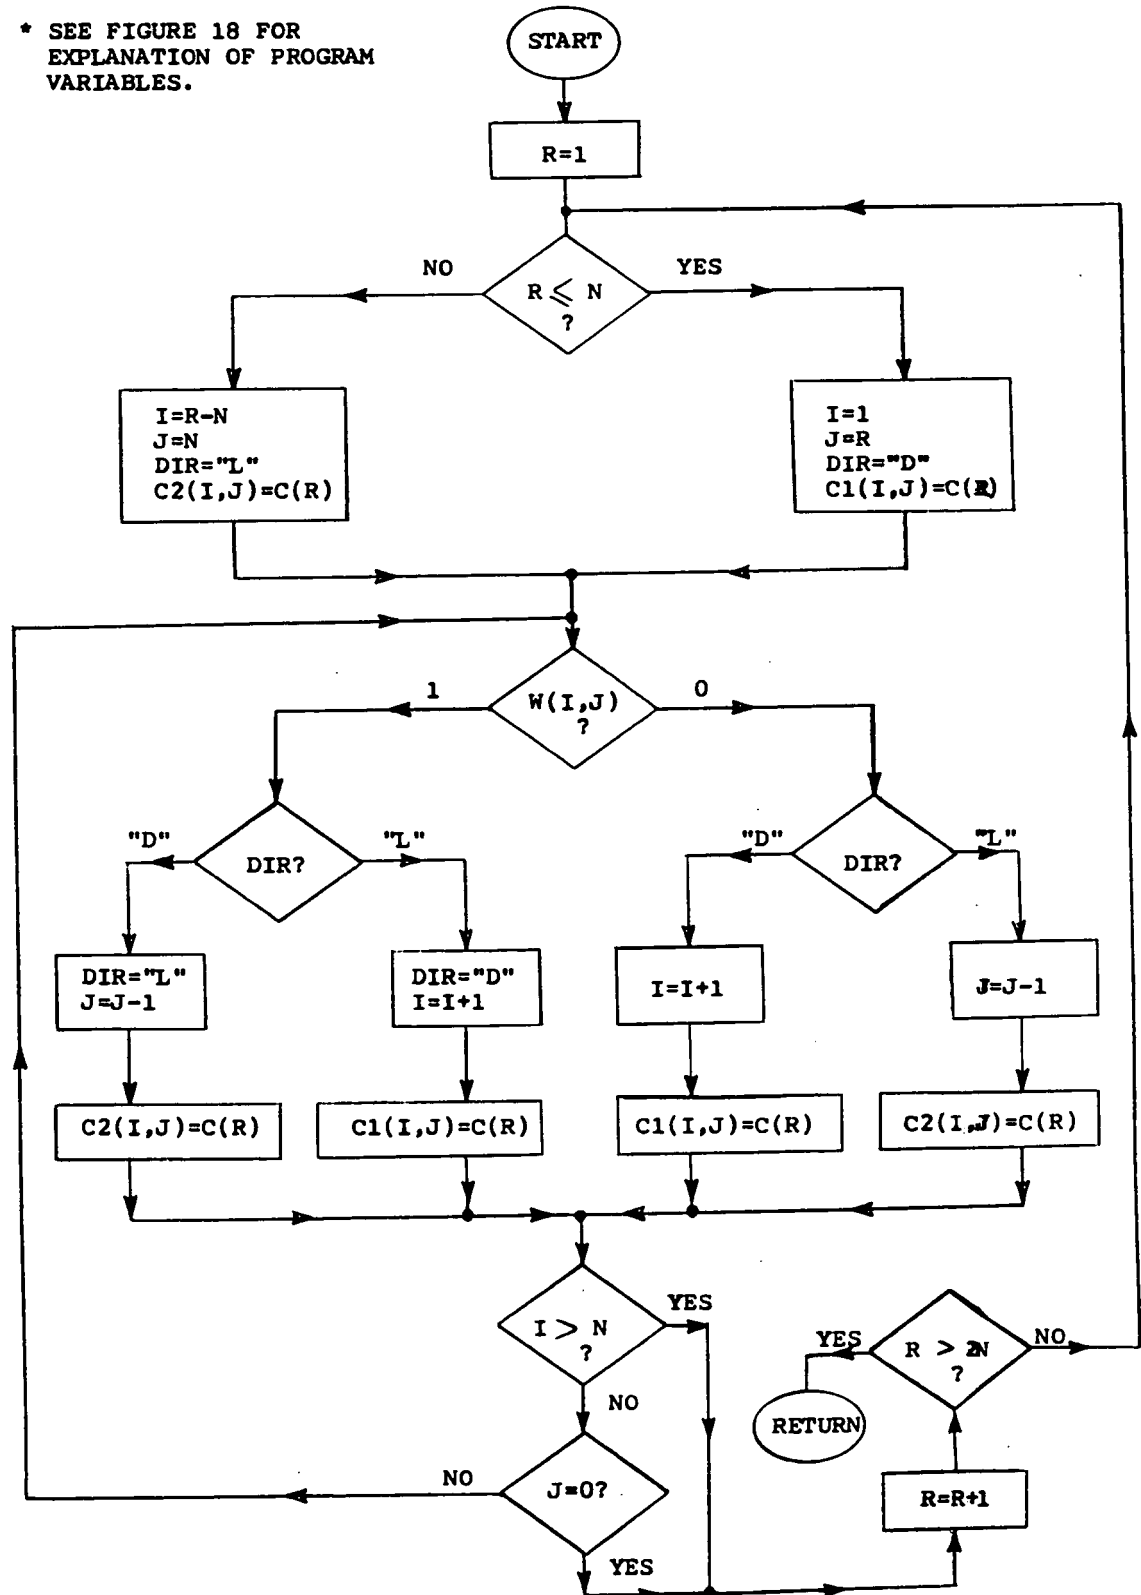 * SEE FIGURE 18 FOR
EXPLANATION OF PROGRAM
VARIABLES.
START
R=1
NO
YES
R ≤ N
?
I=R-N
J=N
DIR="L"
C2(I,J)=C(R)
I=1
J=R
DIR="D"
C1(I,J)=C(R)
1
W(I,J)
?
0
"D"
DIR?
"L"
"D"
DIR?
"L"
DIR="L"
J=J-1
DIR="D"
I=I+1
I=I+1
J=J-1
C2(I,J)=C(R)
C1(I,J)=C(R)
C1(I,J)=C(R)
C2(I,J)=C(R)
I > N
?
YES
NO
YES
R > 2N
?
NO
RETURN
NO
J=0?
YES
R=R+1